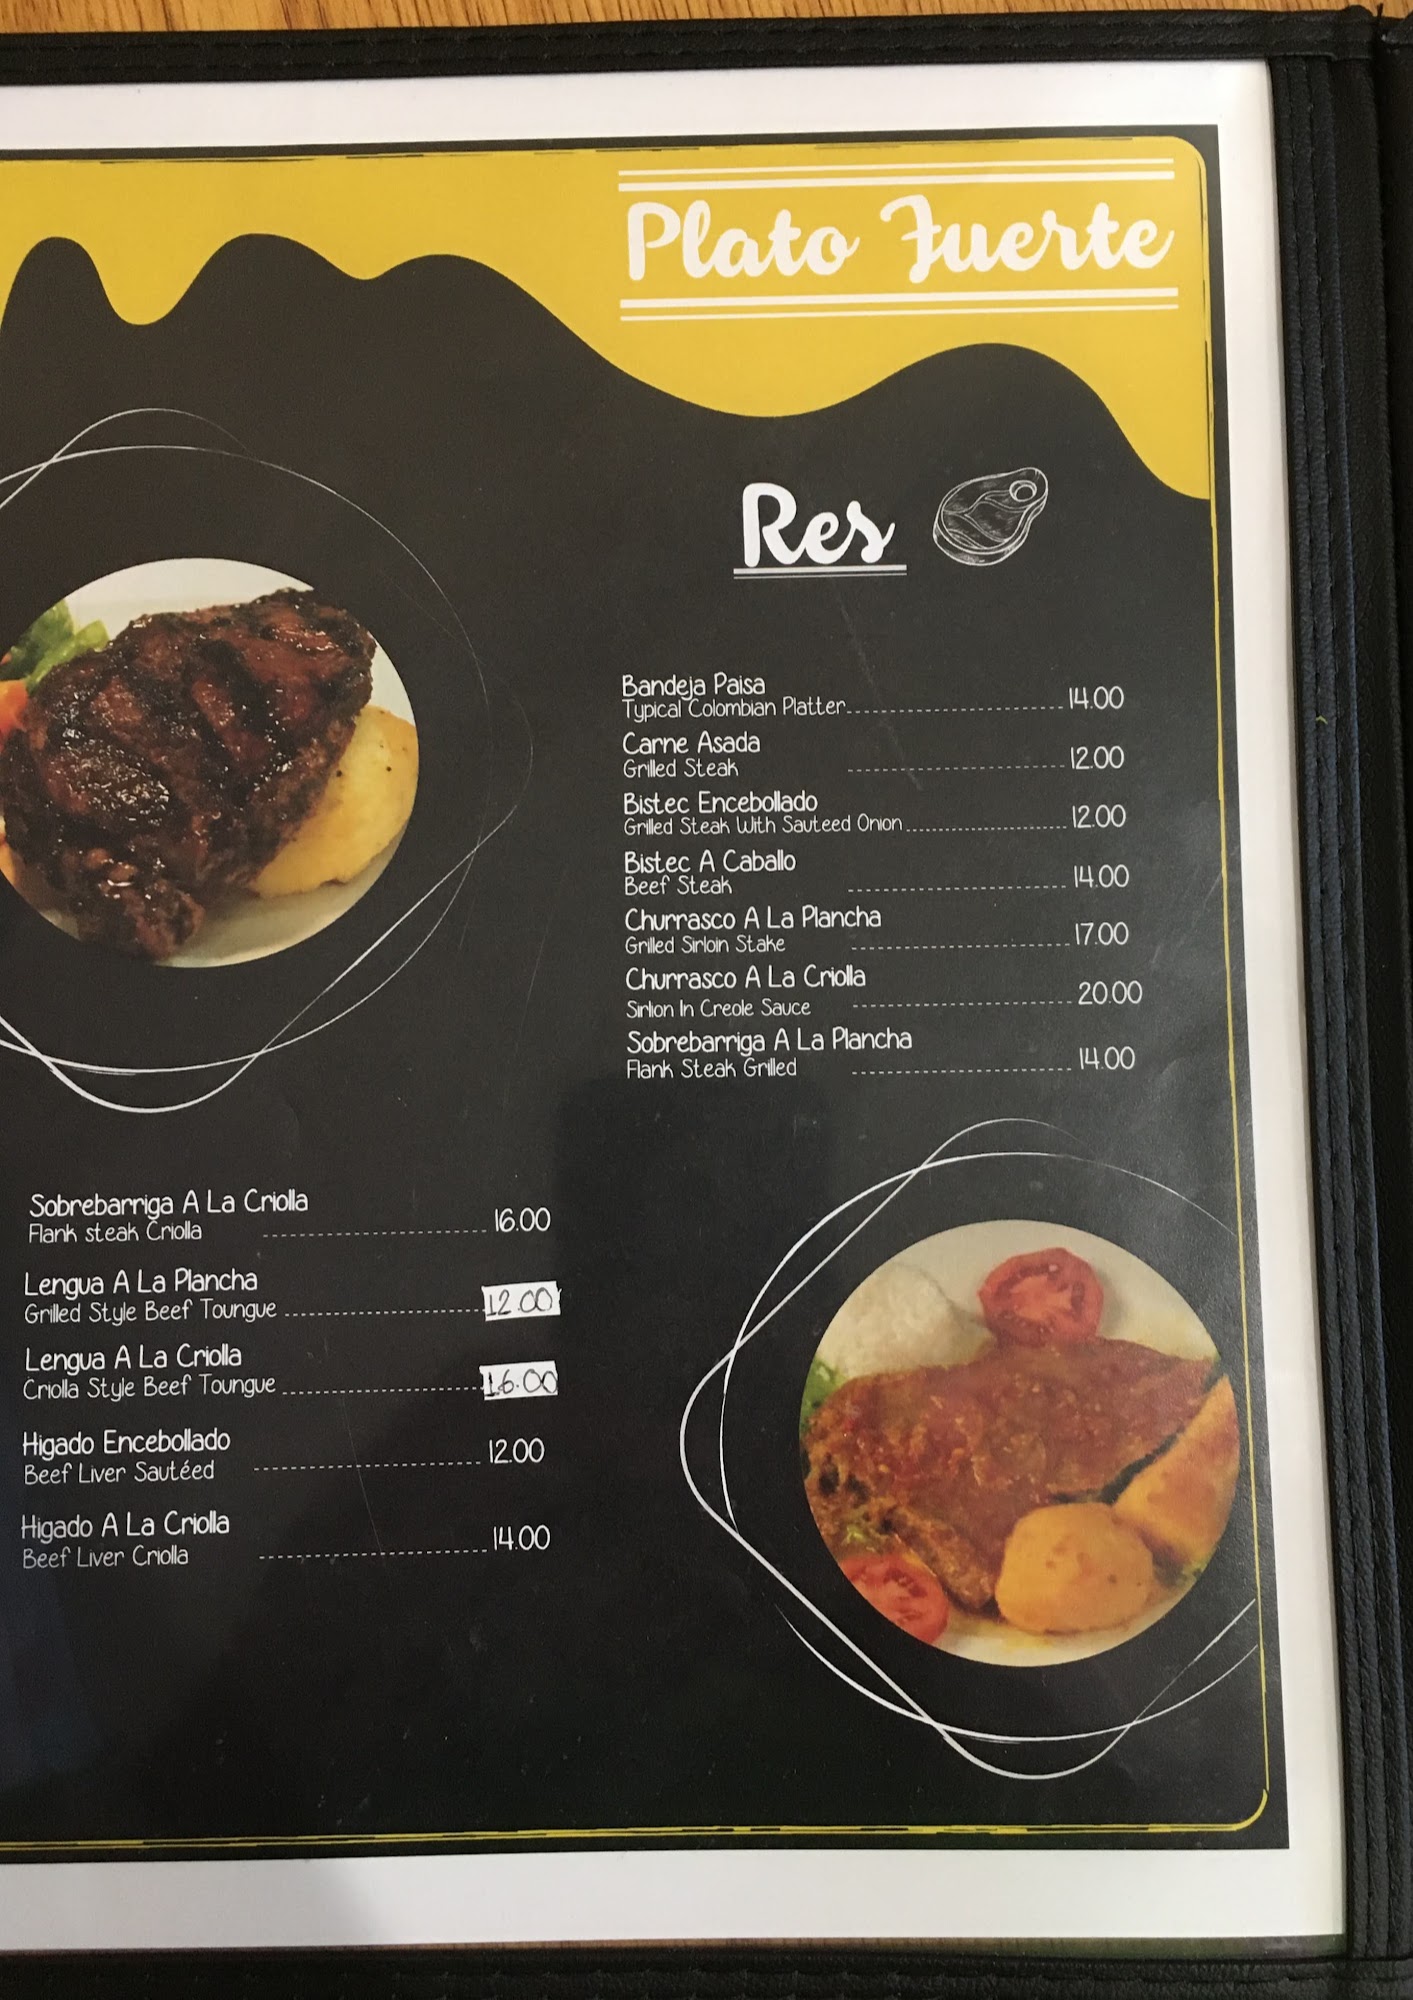 Plato Fuerte
Res
Bandeja Paisa
Typical Colombian Platter 14.00
Carne Asada
Grilled Steak 12.00
Bistec Encebollado
Grilled Steak With Sauteed Onion 12.00
Bistec A Caballo
Beef Steak 14.00
Churrasco A La Plancha
Grilled Sirloin Stake 17.00
Churrasco A La Criolla
Sirlion In Creole Sauce 20.00
Sobrebarriga A La Plancha
Flank Steak Grilled 14.00
Sobrebarriga A La Criolla
Flank steak Criolla 16.00
Lengua A La Plancha
Grilled Style Beef Toungue 12.00
Lengua A La Criolla
Criolla Style Beef Toungue 16.00
Higado Encebollado
Beef Liver Sautéed 12.00
Higado A La Criolla
Beef Liver Criolla 14.00